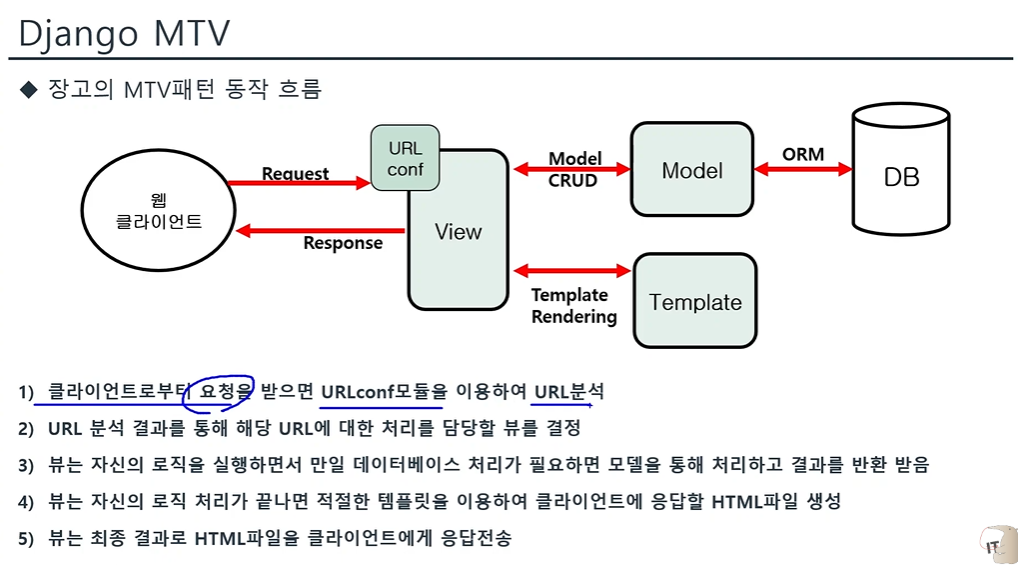 Django MTV
◆ 장고의 MTV패턴 동작 흐름
웹
클라이언트
Request
Response
URL
conf
View
Model
CRUD
Model
ORM
DB
Template
Rendering
Template
1) 클라이언트로부터 요청을 받으면 URLconf모듈을 이용하여 URL분석
2) URL 분석 결과를 통해 해당 URL에 대한 처리를 담당할 뷰를 결정
3) 뷰는 자신의 로직을 실행하면서 만일 데이터베이스 처리가 필요하면 모델을 통해 처리하고 결과를 반환 받음
4) 뷰는 자신의 로직 처리가 끝나면 적절한 템플릿을 이용하여 클라이언트에 응답할 HTML파일 생성
5) 뷰는 최종 결과로 HTML파일을 클라이언트에게 응답전송
IT